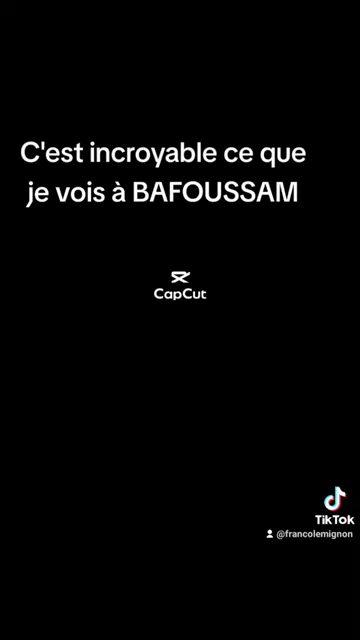 C'est incroyable ce que
je vois à BAFOUSSAM
CapCut
TikTok
@francolemignon